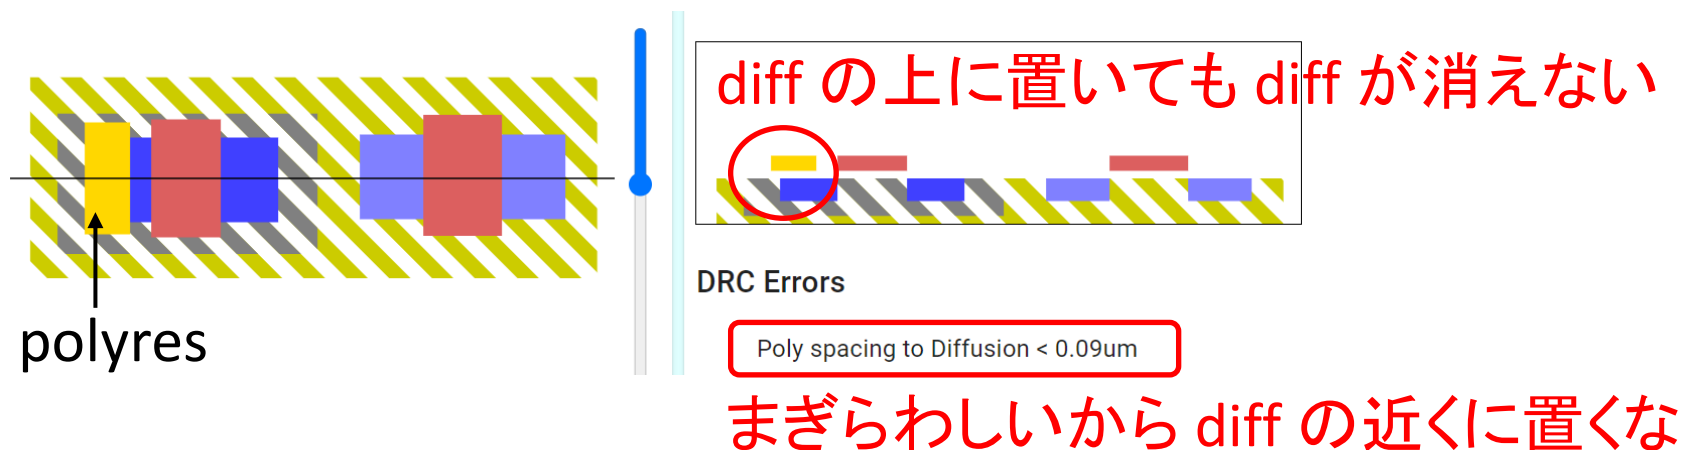 diff の上に置いても diff が消えない
polyres
DRC Errors
Poly spacing to Diffusion < 0.09um
まぎらわしいから diff の近くに置くな